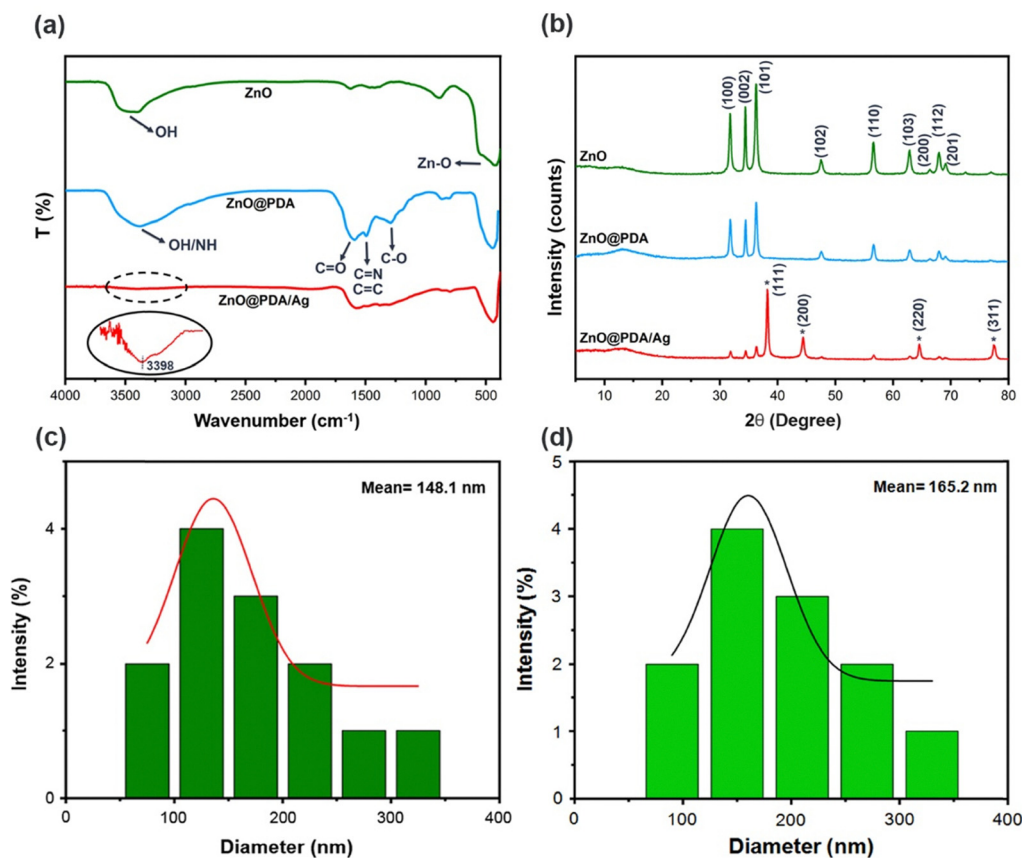 (a)
ZnO
OH
Zn-O
ZnO@PDA
OH/NH
C=O
C=N
C=C
C-O
ZnO@PDA/Ag
3398
T (%)
4000 3500 3000 2500 2000 1500 1000 500
Wavenumber (cm⁻¹)
(b)
(100)
(002)
(101)
(102)
(110)
(103)
(200)
(112)
(201)
ZnO
ZnO@PDA
ZnO@PDA/Ag
* (111)
* (200)
* (220)
* (311)
Intensity (counts)
10 20 30 40 50 60 70 80
2θ (Degree)
(c)
Mean= 148.1 nm
Intensity (%)
0
2
4
0 100 200 300 400
Diameter (nm)
(d)
Mean= 165.2 nm
Intensity (%)
5
4
3
2
1
0
0 100 200 300 400
Diameter (nm)